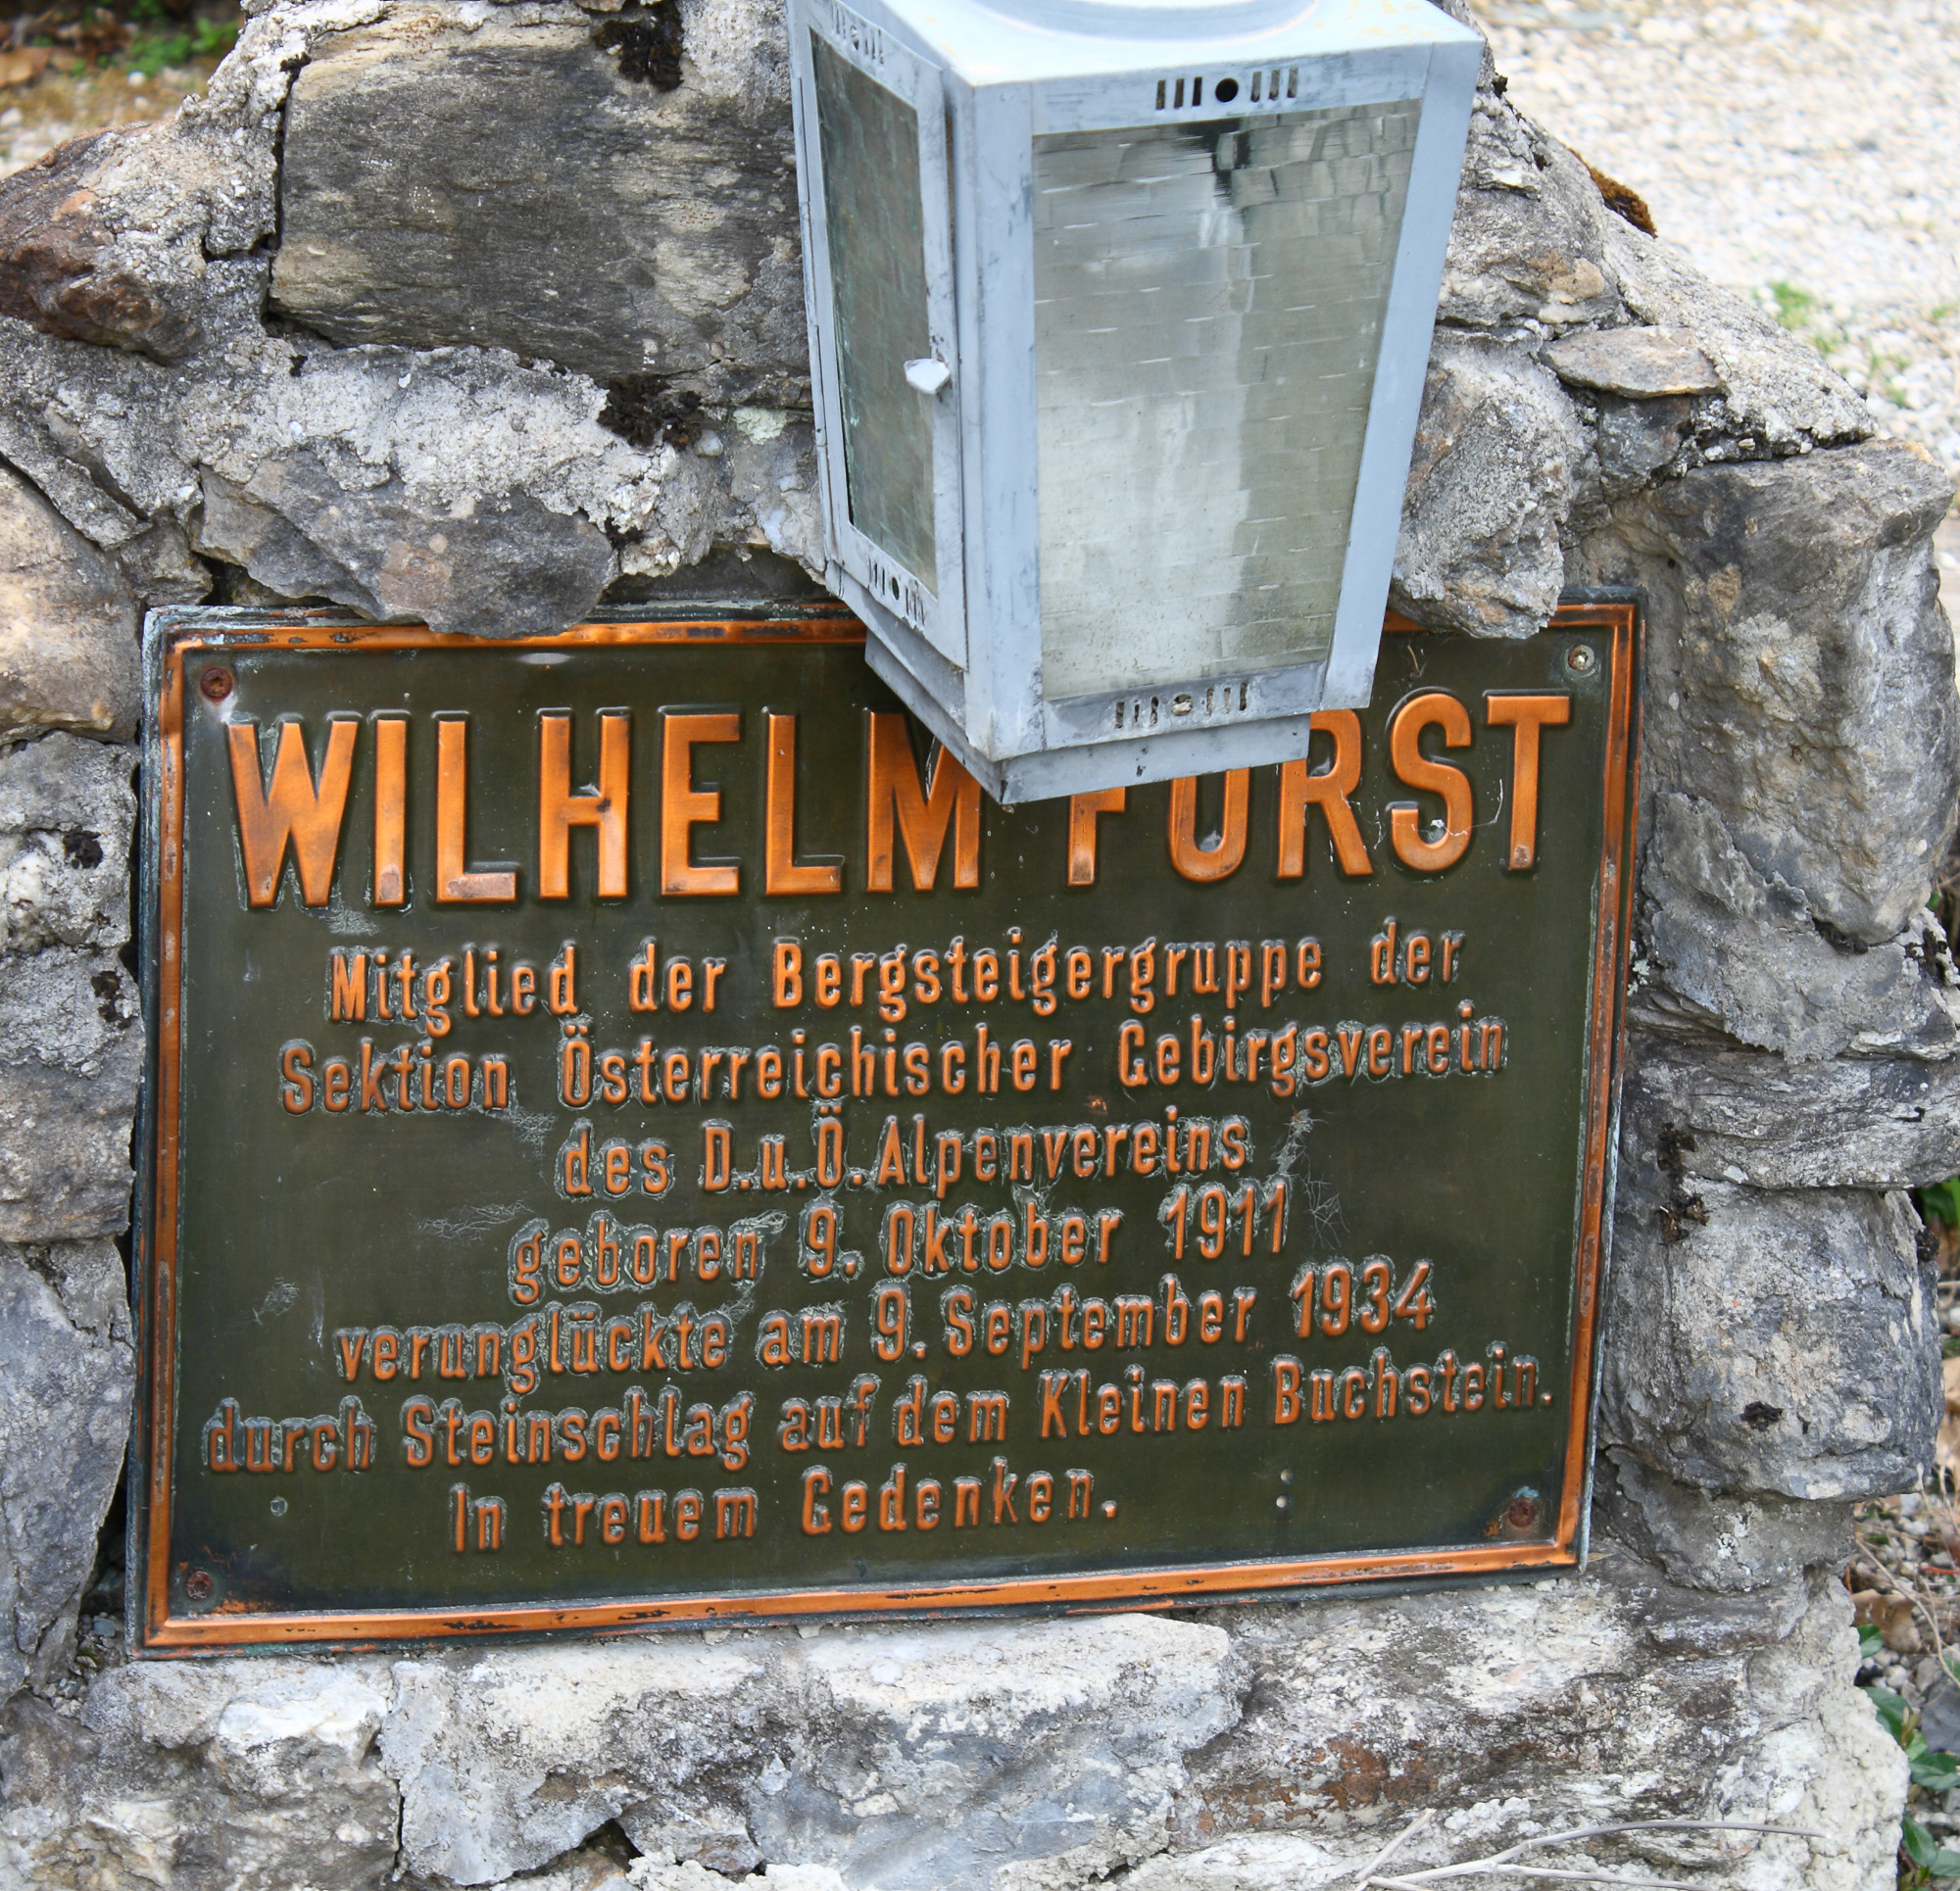 WILHELM
Mitglied der Bergsteigergruppe der
Sektion Österreichischer Gebirgsverein
des D.u.Ö.Alpenvereins
geboren 9. Oktober 1911
verunglückte am 9. September 1934
durch Steinschlag auf dem Kleinen Buchstein.
In treuem Gedenken.